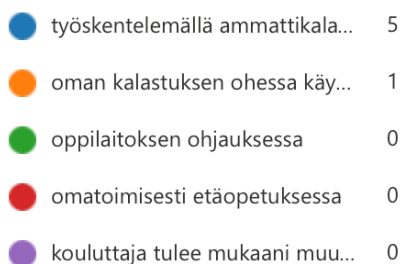 työskentelemällä ammattikala... 5
oman kalastuksen ohessa käy... 1
oppilaitoksen ohjauksessa 0
omatoimisesti etäopetuksessa 0
kouluttaja tulee mukaani muu... 0